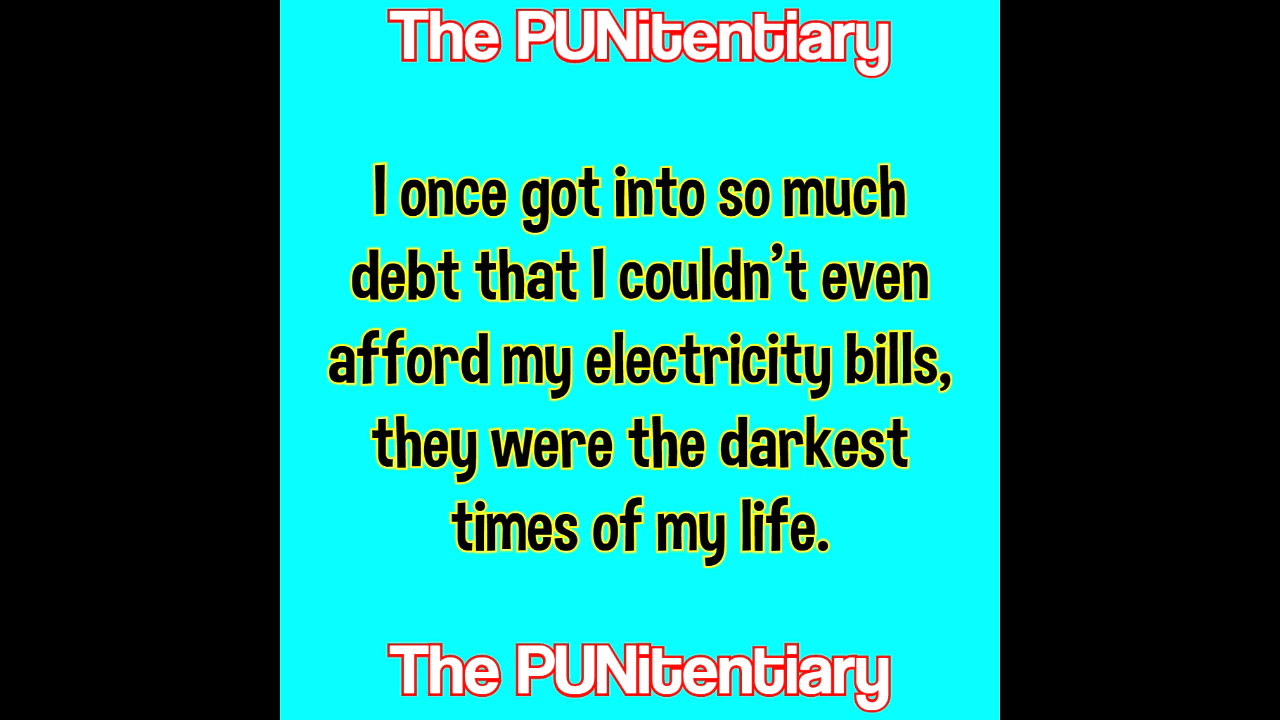 The PUNitentiary
I once got into so much
debt that I couldn’t even
afford my electricity bills,
they were the darkest
times of my life.
The PUNitentiary